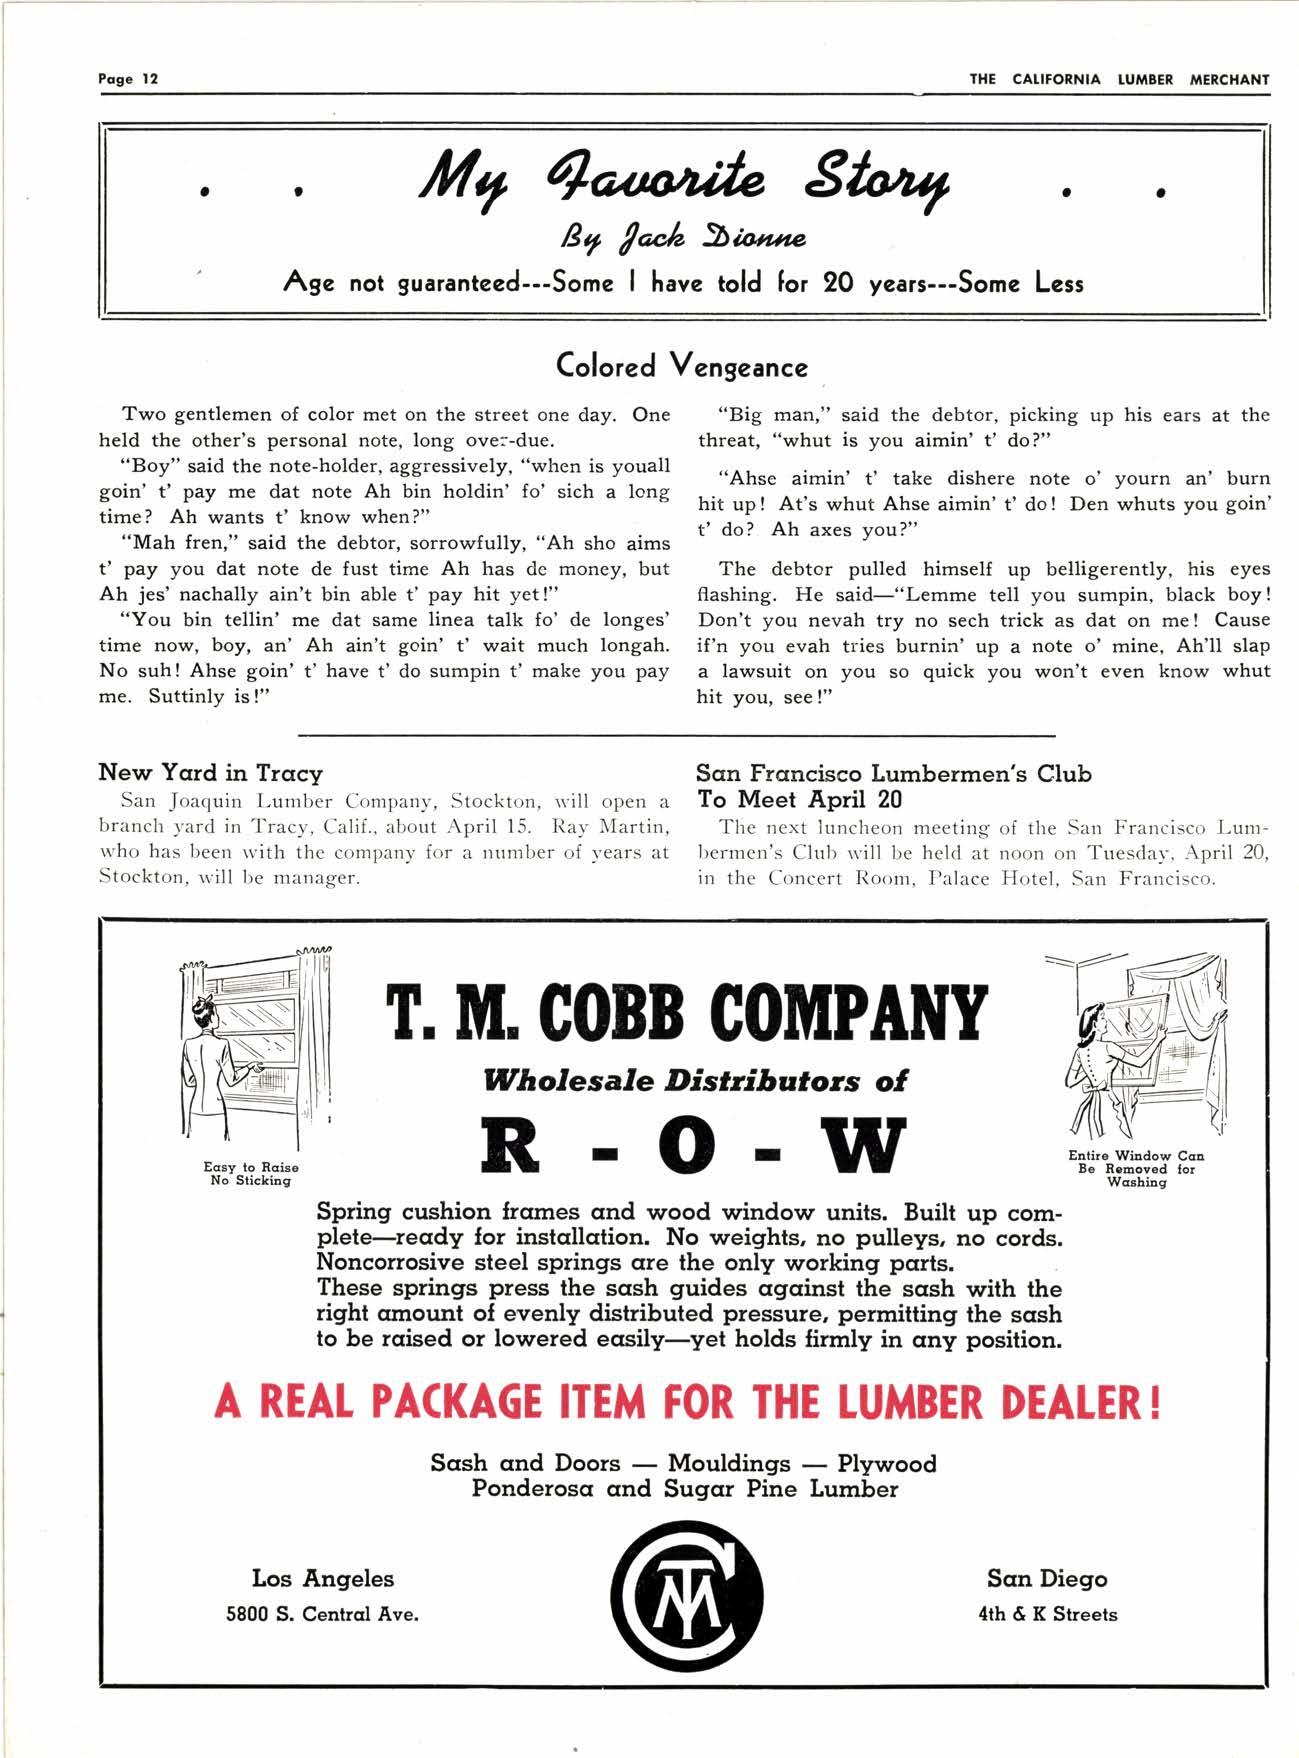 Page 12
THE CALIFORNIA LUMBER MERCHANT
My Favorite Story
By Jack Dionne
Age not guaranteed---Some I have told for 20 years---Some Less
Colored Vengeance
Two gentlemen of color met on the street one day. One
held the other's personal note, long over-due.
“Boy” said the note-holder, aggressively, “when is youall
goin' t' pay me dat note Ah bin holdin' fo' sich a long
time? Ah wants t' know when?”
“Mah fren,” said the debtor, sorrowfully, “Ah sho aims
t' pay you dat note de fust time Ah has de money, but
Ah jes' nachally ain't bin able t' pay hit yet!”
“You bin tellin' me dat same linea talk fo' de longes'
time now, boy, an' Ah ain't goin' t' wait much longah.
No suh! Ahse goin' t' have t' do sumpin t' make you pay
me. Suttinly is!”
“Big man,” said the debtor, picking up his ears at the
threat, “whut is you aimin' t' do?”
“Ahse aimin' t' take dishere note o' yourn an' burn
hit up! At's whut Ahse aimin' t' do! Den whuts you goin'
t' do? Ah axes you?”
The debtor pulled himself up belligerently, his eyes
flashing. He said—“Lemme tell you sumpin, black boy!
Don't you nevah try no sech trick as dat on me! Cause
if'n you evah tries burnin' up a note o' mine, Ah'll slap
a lawsuit on you so quick you won't even know whut
hit you, see!”
New Yard in Tracy
San Joaquin Lumber Company, Stockton, will open a
branch yard in Tracy, Calif., about April 15. Ray Martin,
who has been with the company for a number of years at
Stockton, will be manager.
San Francisco Lumbermen's Club
To Meet April 20
The next luncheon meeting of the San Francisco Lum-
bermen's Club will be held at noon on Tuesday, April 20,
in the Concert Room, Palace Hotel, San Francisco.
T. M. COBB COMPANY
Wholesale Distributors of
R - O - W
Easy to Raise
No Sticking
Entire Window Can
Be Removed for
Washing
Spring cushion frames and wood window units. Built up com-
plete—ready for installation. No weights, no pulleys, no cords.
Noncorrosive steel springs are the only working parts.
These springs press the sash guides against the sash with the
right amount of evenly distributed pressure, permitting the sash
to be raised or lowered easily—yet holds firmly in any position.
A REAL PACKAGE ITEM FOR THE LUMBER DEALER!
Sash and Doors — Mouldings — Plywood
Ponderosa and Sugar Pine Lumber
Los Angeles
5800 S. Central Ave.
TMC
San Diego
4th & K Streets